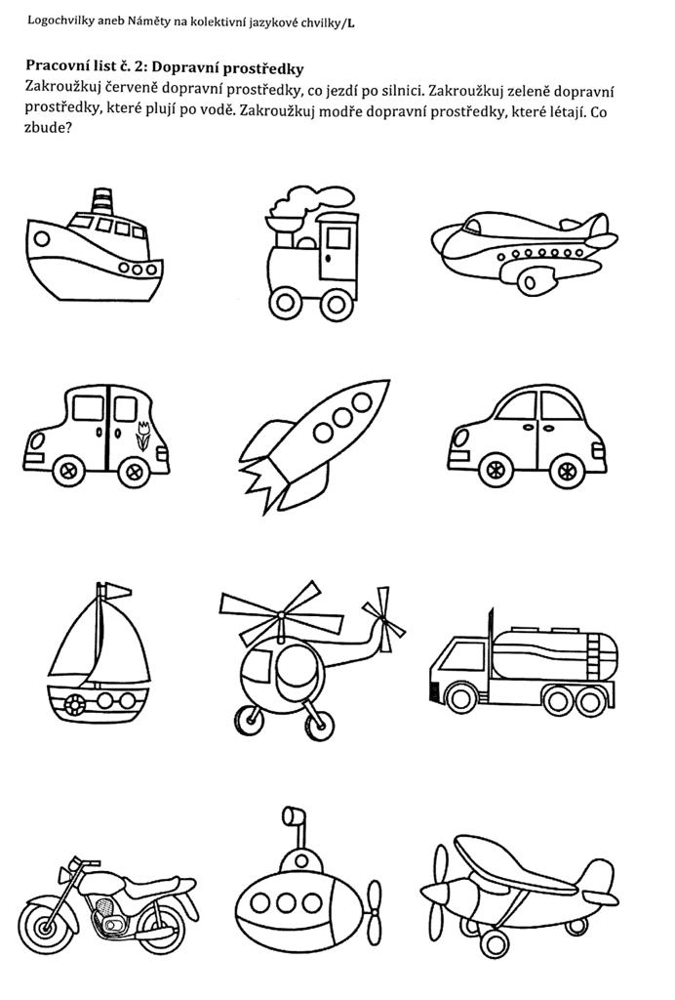 Logochvilky aneb Náměty na kolektivní jazykové chvilky/L
Pracovní list č. 2: Dopravní prostředky
Zakroužkuj červeně dopravní prostředky, co jezdí po silnici. Zakroužkuj zeleně dopravní
prostředky, které plují po vodě. Zakroužkuj modře dopravní prostředky, které létají. Co
zbude?